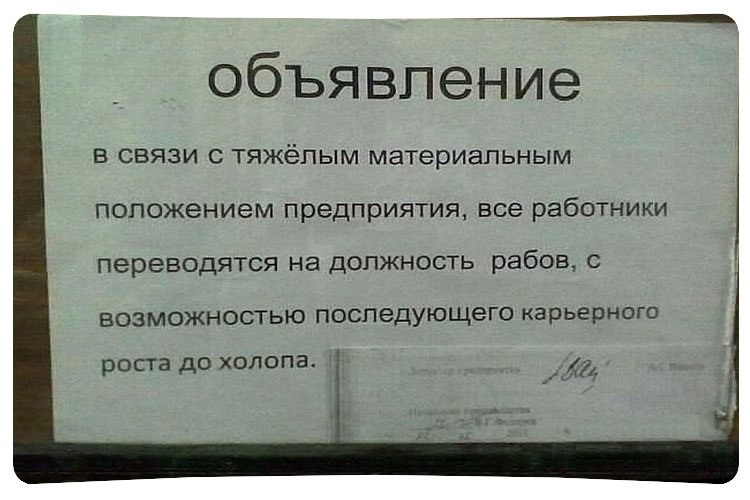 объявление
в связи с тяжёлым материальным
положением предприятия, все работники
переводятся на должность рабов, с
возможностью последующего карьерного
роста до холопа.